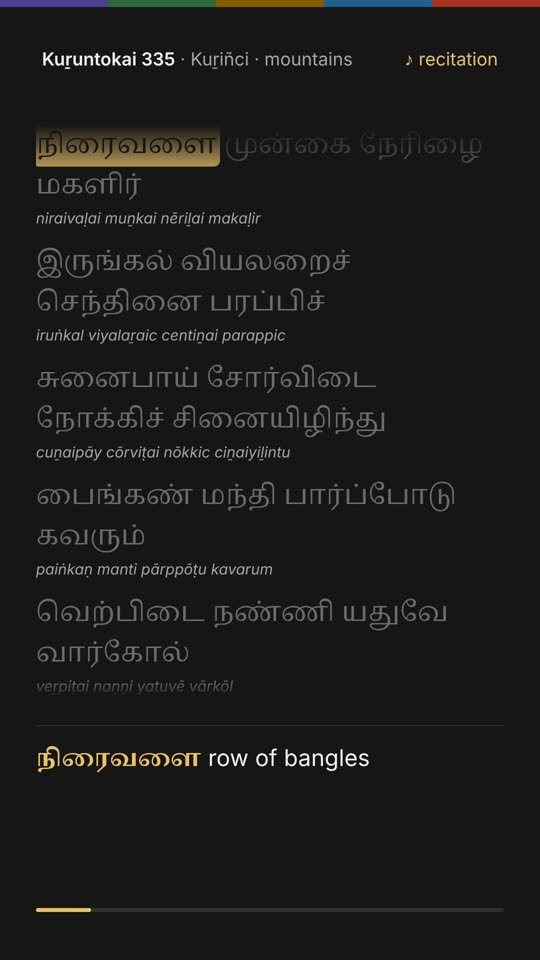 Kuṟuntokai 335 · Kuṟiñci · mountains
♪ recitation
நிரைவளை முன்கை நேரிழை
மகளிர்
niraivaḷai muṉkai nēriḻai makaḷir
இருங்கல் வியலறைச்
செந்தினை பரப்பிச்
iruṅkal viyalaṟaic centiṉai parappic
சுனைபாய் சோர்விடை
நோக்கிச் சினையிழிந்து
cuṉaipāy cōrviṭai nōkkic ciṉaiyiḻintu
பைங்கண் மந்தி பார்ப்போடு
கவரும்
paiṅkaṇ manti pārppōṭu kavarum
வெற்பிடை நண்ணி யதுவே
வார்கோல்
veṟpiṭai naṇṇi yatuvē vārkōl
நிரைவளை row of bangles